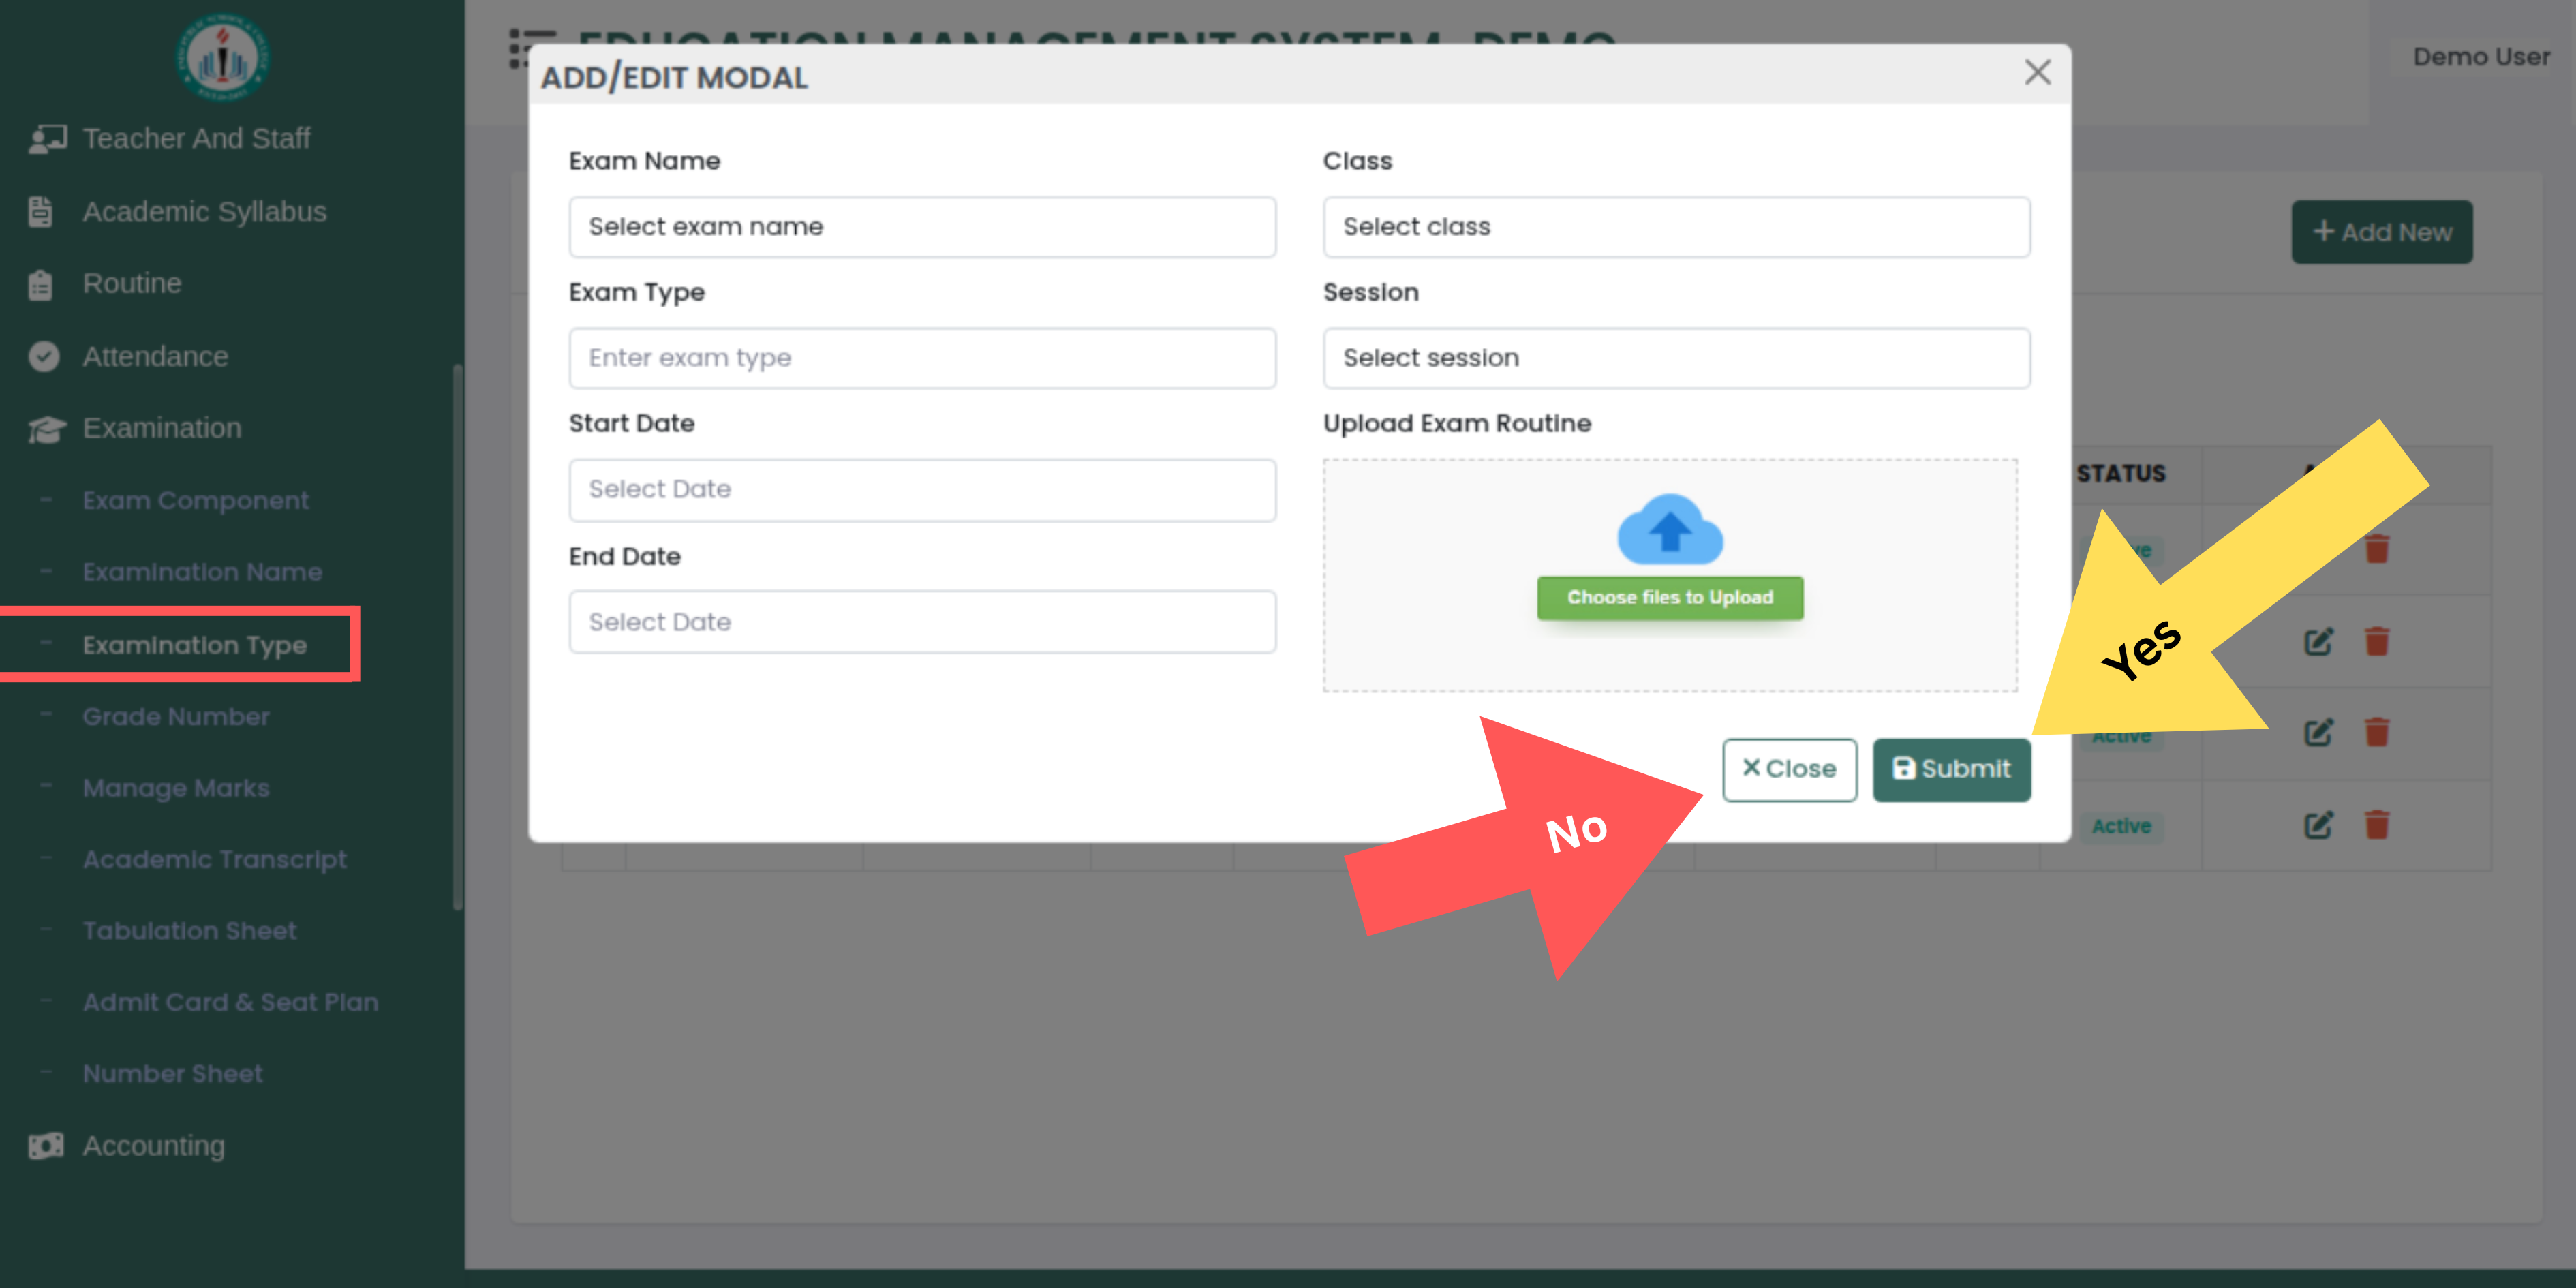 EDUCATION MANAGEMENT SYSTEM- DEMO
Demo User
Teacher And Staff
Academic Syllabus
Routine
Attendance
Examination
Exam Component
Examination Name
Examination Type
Grade Number
Manage Marks
Academic Transcript
Tabulation Sheet
Admit Card & Seat Plan
Number Sheet
Accounting
ADD/EDIT MODAL
Exam Name
Select exam name
Class
Select class
Exam Type
Enter exam type
Session
Select session
Start Date
Select Date
Upload Exam Routine
Choose files to Upload
End Date
Select Date
Close
Submit
No
Yes
Add New
STATUS
Active
Active